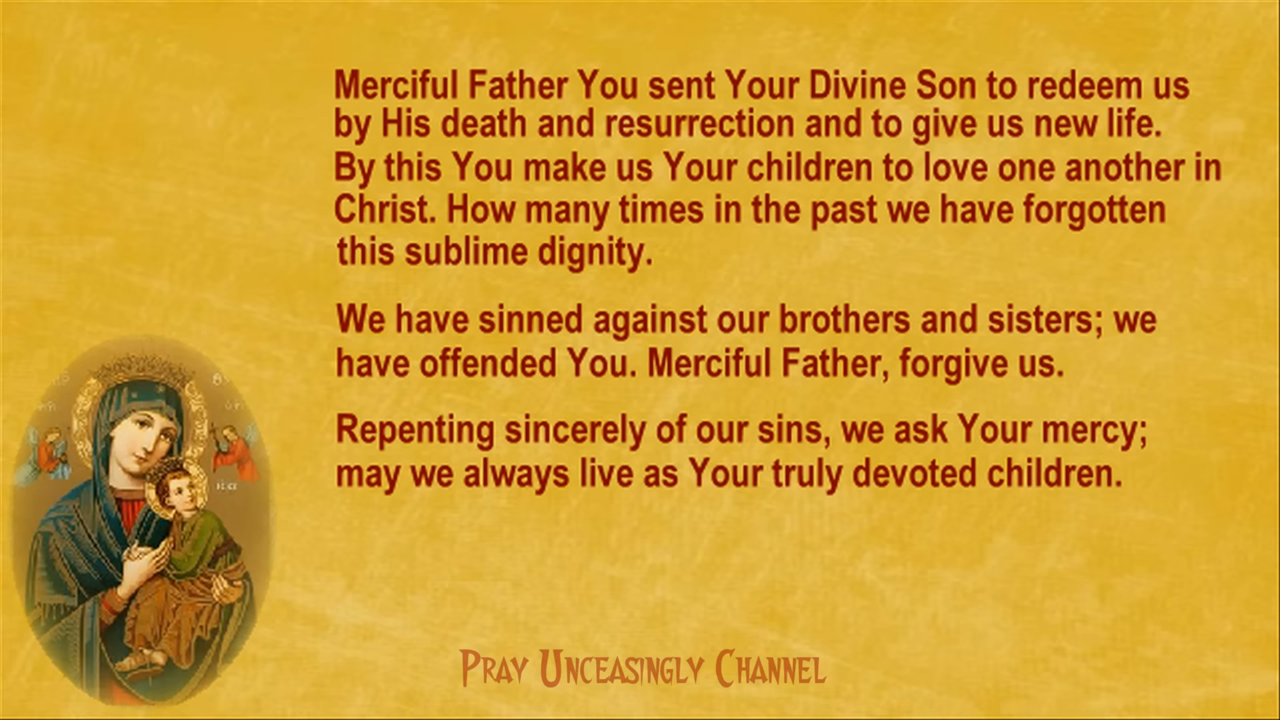 Merciful Father You sent Your Divine Son to redeem us
by His death and resurrection and to give us new life.
By this You make us Your children to love one another in
Christ. How many times in the past we have forgotten
this sublime dignity.
We have sinned against our brothers and sisters; we
have offended You. Merciful Father, forgive us.
Repenting sincerely of our sins, we ask Your mercy;
may we always live as Your truly devoted children.
Pray Unceasingly Channel